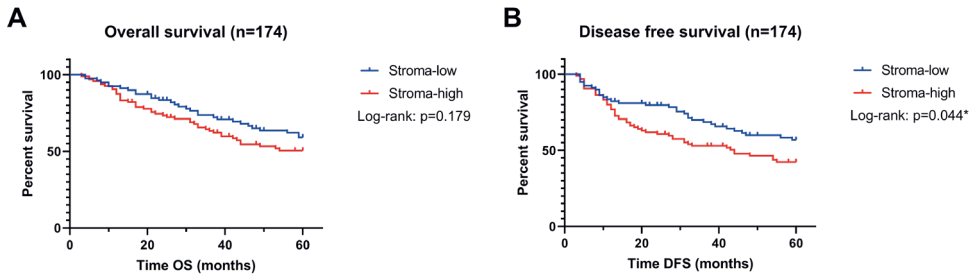 A
Overall survival (n=174)
Percent survival
100
50
0
0
20
40
60
Time OS (months)
Stroma-low
Stroma-high
Log-rank: p=0.179
B
Disease free survival (n=174)
Percent survival
100
50
0
0
20
40
60
Time DFS (months)
Stroma-low
Stroma-high
Log-rank: p=0.044*